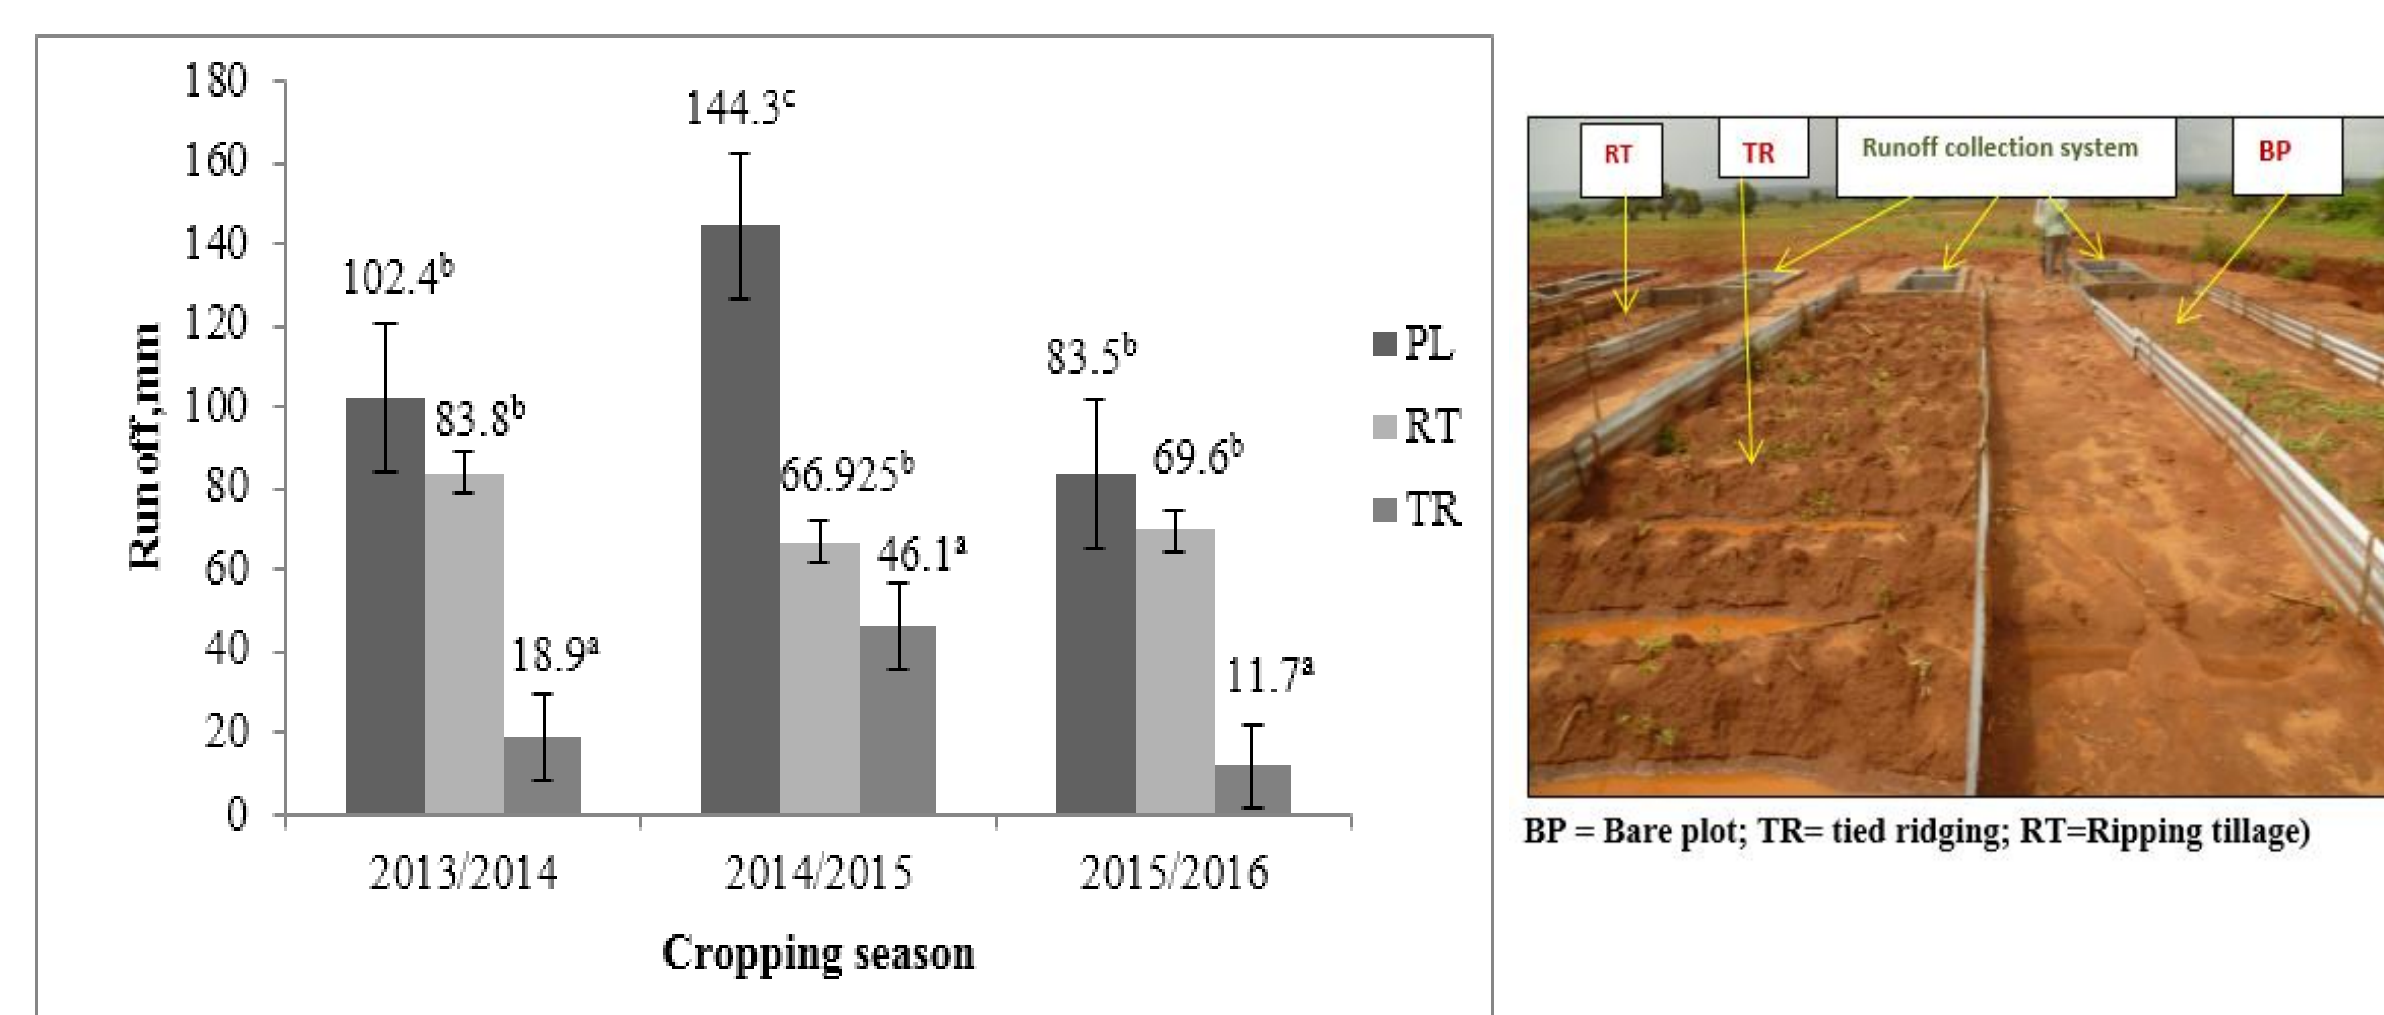 180
160
140
120
100
80
60
40
20
0
Run off,mm
102.4ᵇ
83.8ᵇ
18.9ᵃ
144.3ᶜ
66.925ᵇ
46.1ᵃ
83.5ᵇ
69.6ᵇ
11.7ᵃ
2013/2014
2014/2015
2015/2016
Cropping season
PL
RT
TR
RT
TR
Runoff collection system
BP
BP = Bare plot; TR= tied ridging; RT=Ripping tillage)